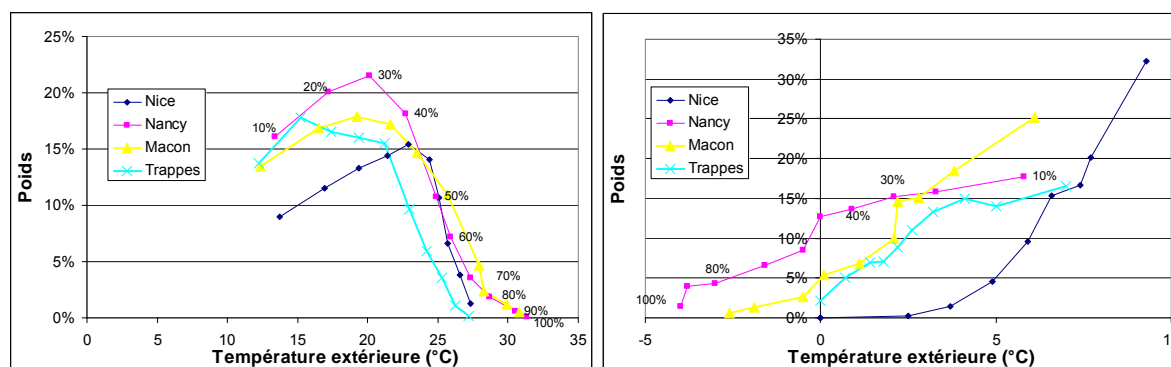 25%
20%
15%
10%
5%
0%
Poids
0 5 10 15 20 25 30 35
Température extérieure (°C)
Nice
Nancy
Macon
Trappes
10%
20%
30%
40%
50%
60%
70%
80%
90%
100%
35%
30%
25%
20%
15%
10%
5%
0%
Poids
-5 0 5 1
Température extérieure (°C)
Nice
Nancy
Macon
Trappes
10%
30%
40%
80%
100%